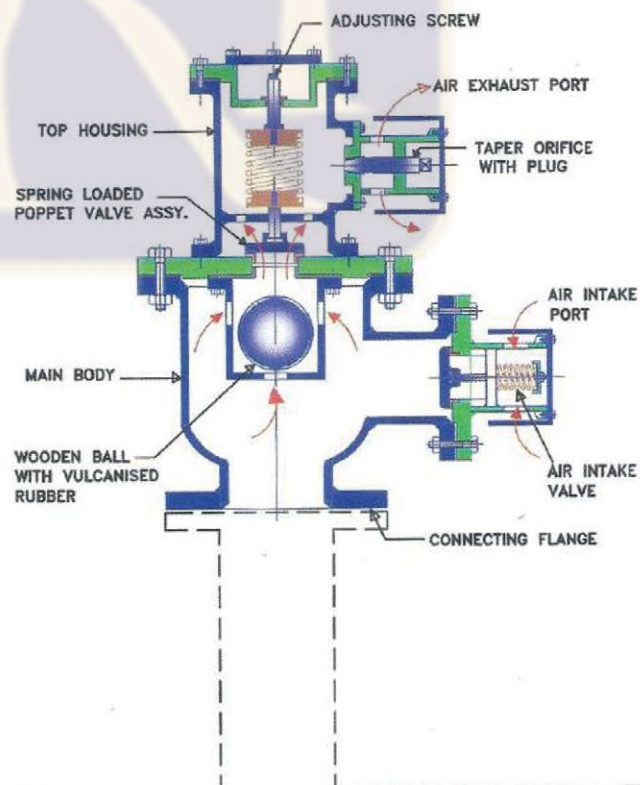 ADJUSTING SCREW
AIR EXHAUST PORT
TOP HOUSING
TAPER ORIFICE
WITH PLUG
SPRING LOADED
POPPET VALVE ASSY.
AIR INTAKE
PORT
MAIN BODY
WOODEN BALL
WITH VULCANISED
RUBBER
AIR INTAKE
VALVE
CONNECTING FLANGE